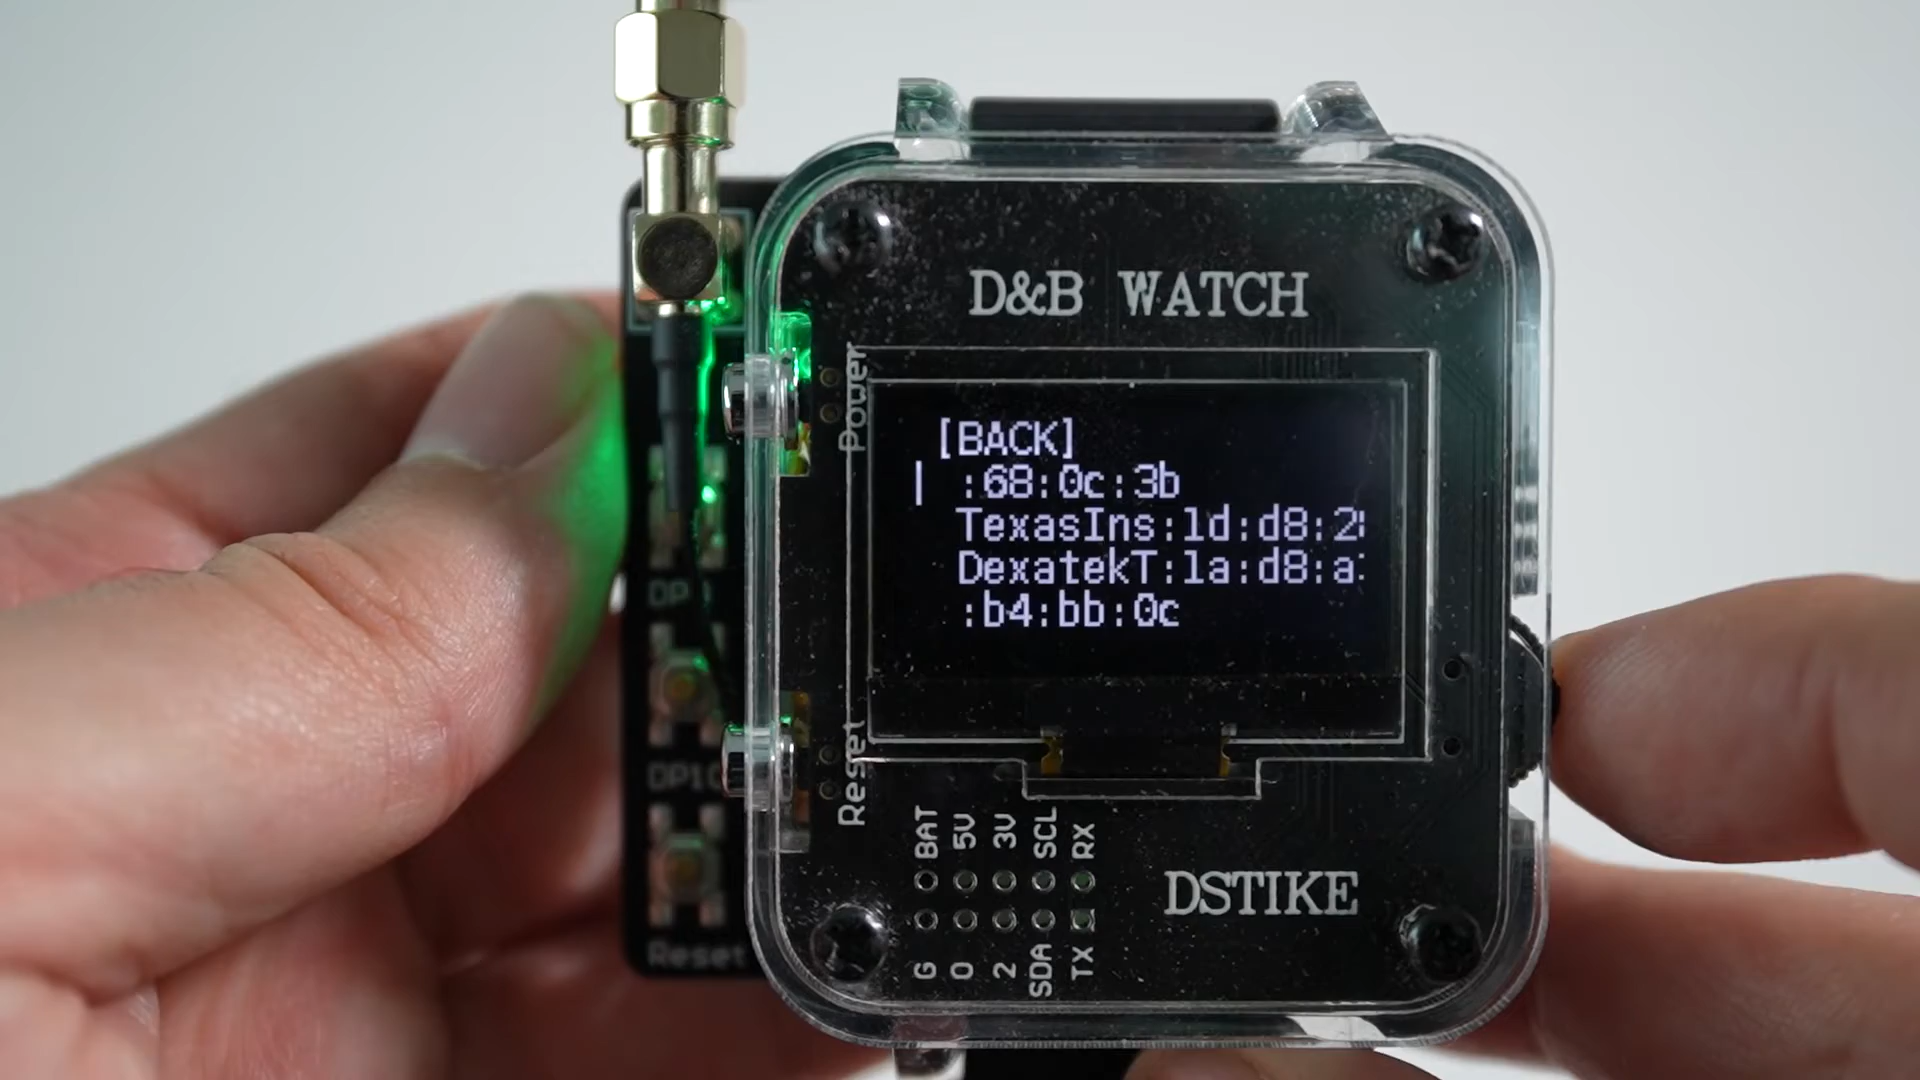 D&B WATCH
Power
[BACK]
| :68:0c:3b
TexasIns:1d:d8:2
DexatekT:1a:d8:a
:b4:bb:0c
Reset
BAT 5V 3V SCL RX
G 0 2 SDA TX
DSTIKE
Reset